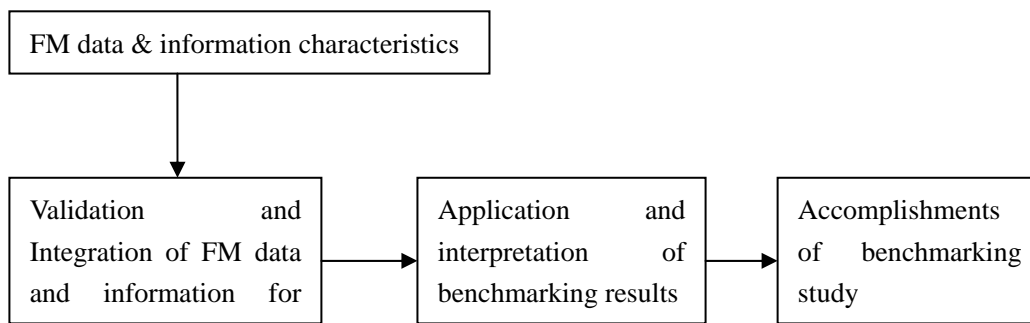 FM data & information characteristics
Validation and
Integration of FM data
and information for
Application and
interpretation of
benchmarking results
Accomplishments
of benchmarking
study